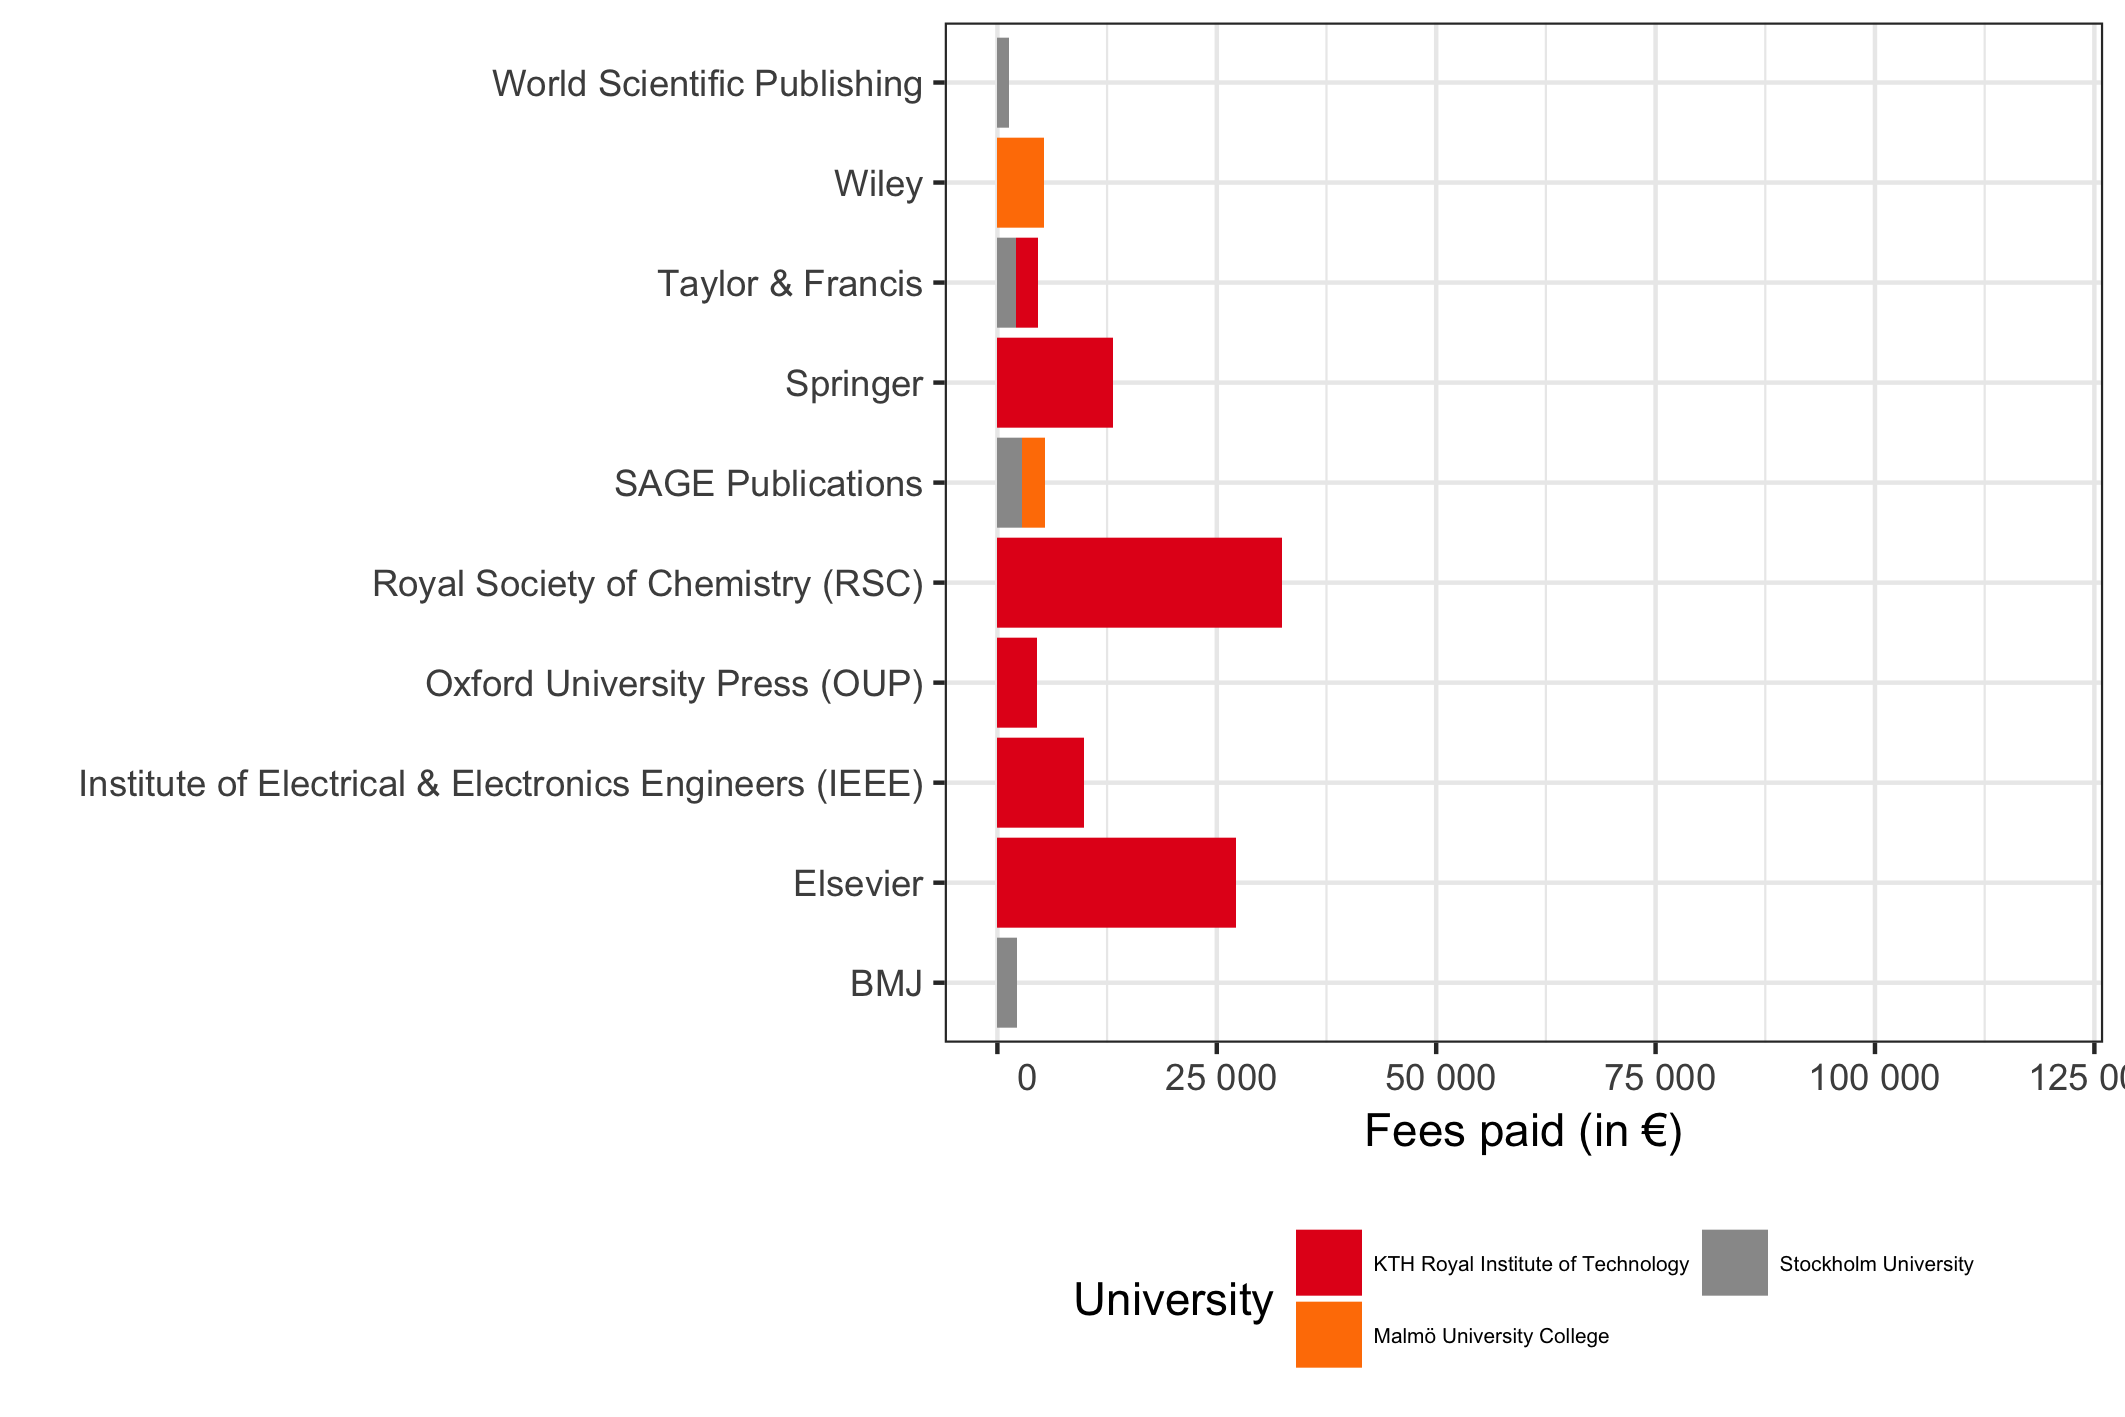 World Scientific Publishing
Wiley
Taylor & Francis
Springer
SAGE Publications
Royal Society of Chemistry (RSC)
Oxford University Press (OUP)
Institute of Electrical & Electronics Engineers (IEEE)
Elsevier
BMJ
0 25 000 50 000 75 000 100 000 125 00
Fees paid (in €)
University
KTH Royal Institute of Technology
Malmö University College
Stockholm University